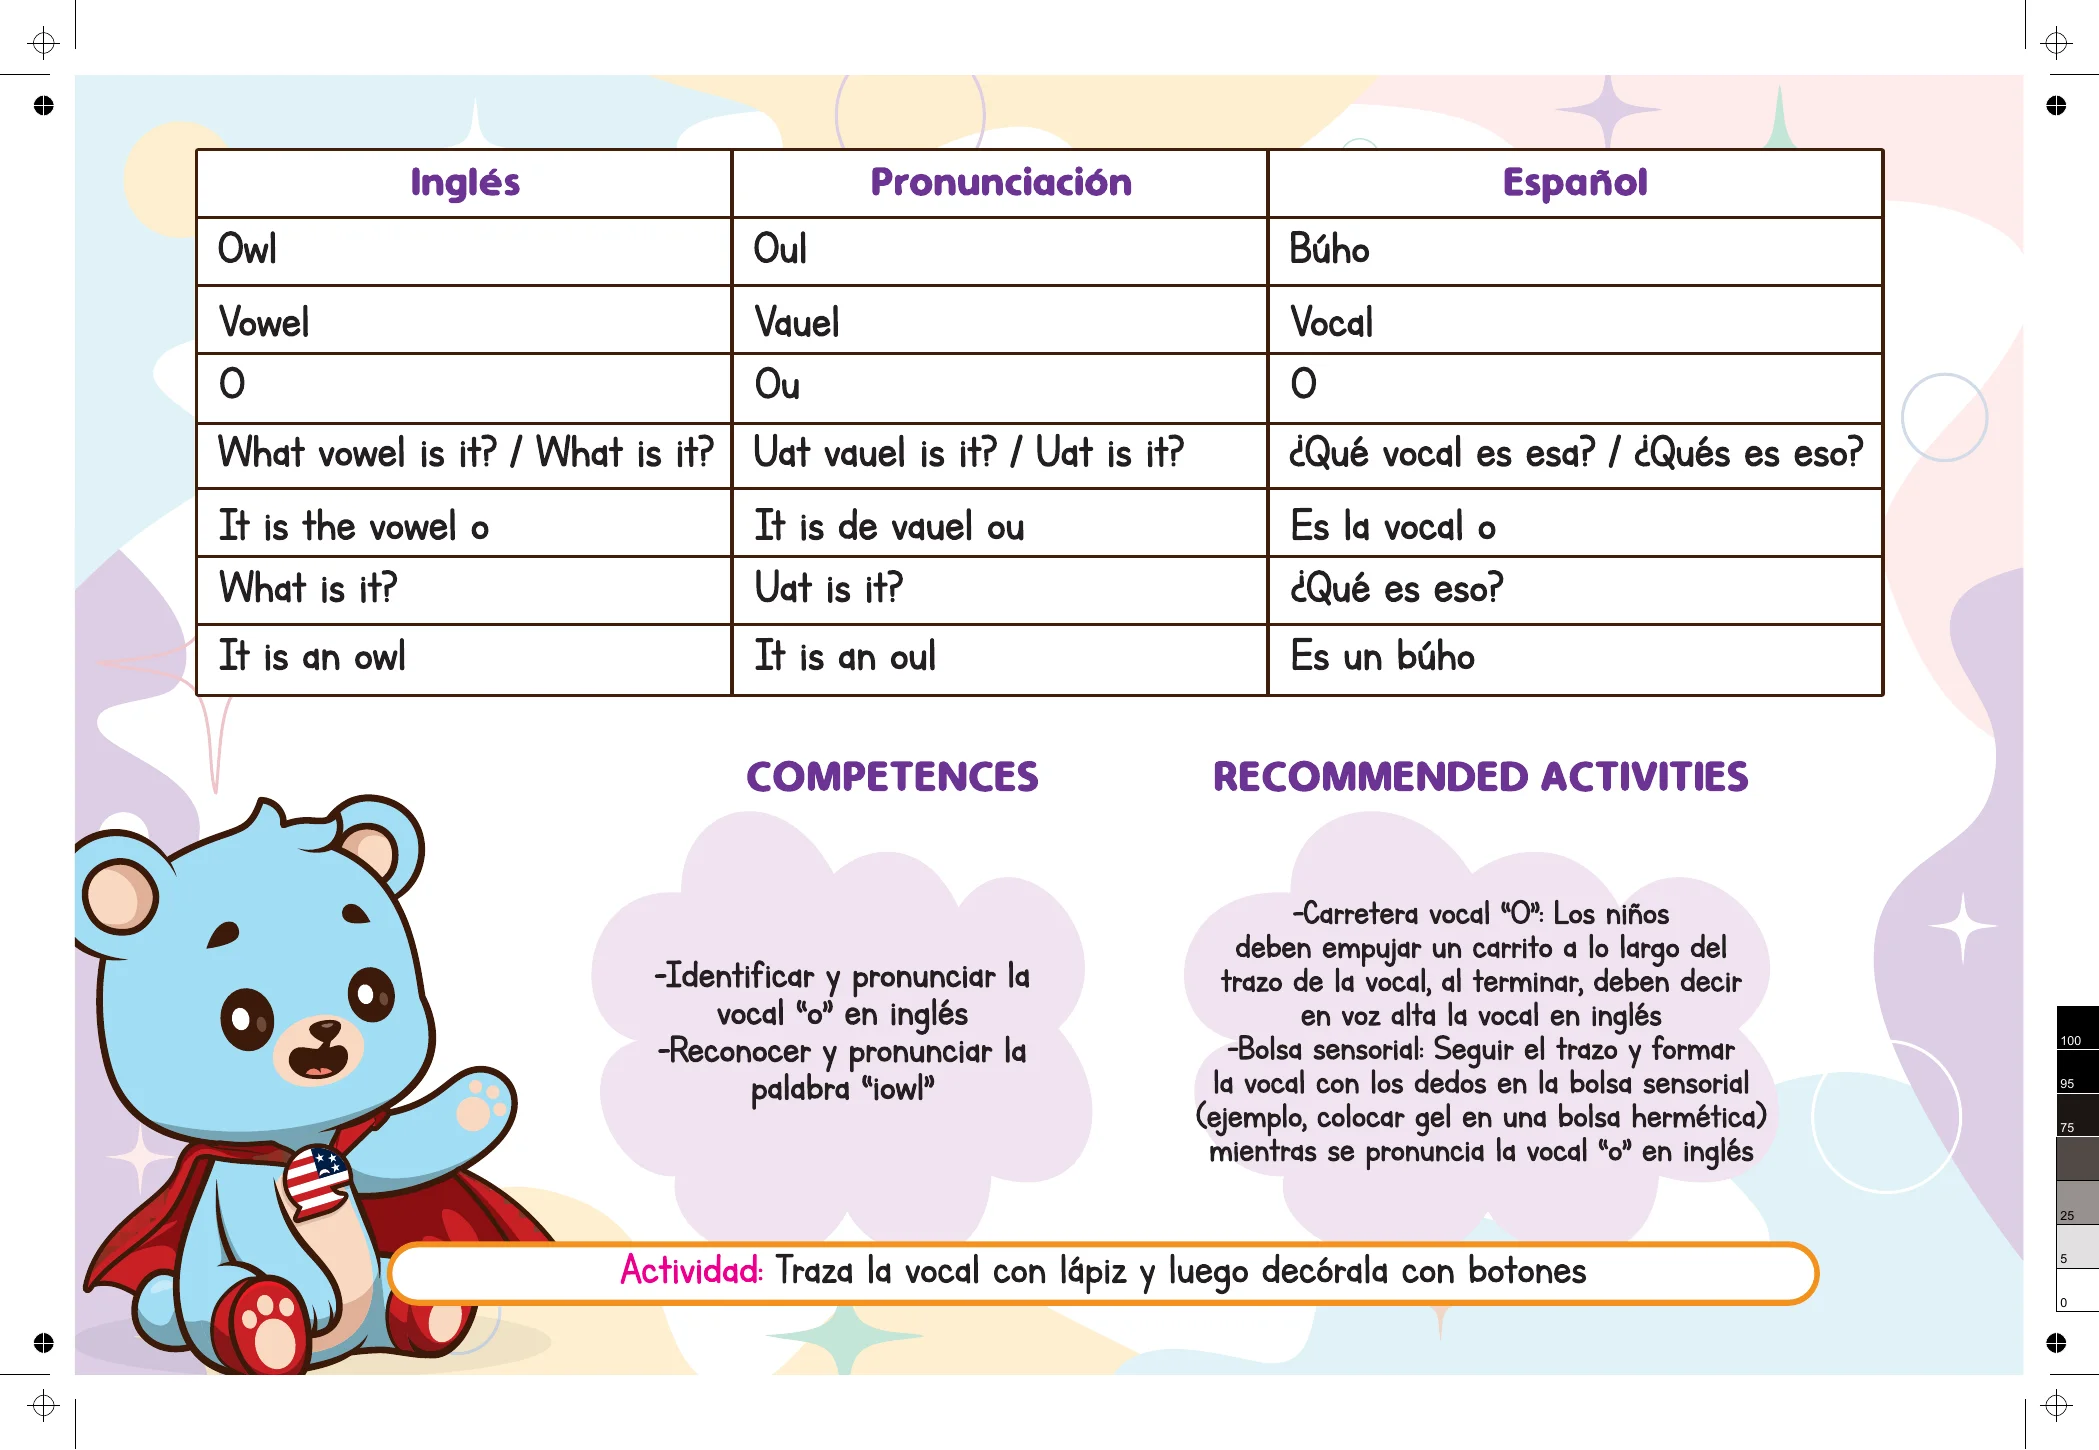 Inglés Pronunciación Español
Owl Oul Búho
Vowel Vauel Vocal
O Ou O
What vowel is it? / What is it? Uat vauel is it? / Uat is it? ¿Qué vocal es esa? / ¿Qués es eso?
It is the vowel o It is de vauel ou Es la vocal o
What is it? Uat is it? ¿Qué es eso?
It is an owl It is an oul Es un búho
COMPETENCES
-Identificar y pronunciar la
vocal “o” en inglés
-Reconocer y pronunciar la
palabra “iowl”
RECOMMENDED ACTIVITIES
-Carretera vocal “O”: Los niños
deben empujar un carrito a lo largo del
trazo de la vocal, al terminar, deben decir
en voz alta la vocal en inglés
-Bolsa sensorial: Seguir el trazo y formar
la vocal con los dedos en la bolsa sensorial
(ejemplo, colocar gel en una bolsa hermética)
mientras se pronuncia la vocal “o” en inglés
Actividad: Traza la vocal con lápiz y luego decórala con botones
100
95
75
25
5
0